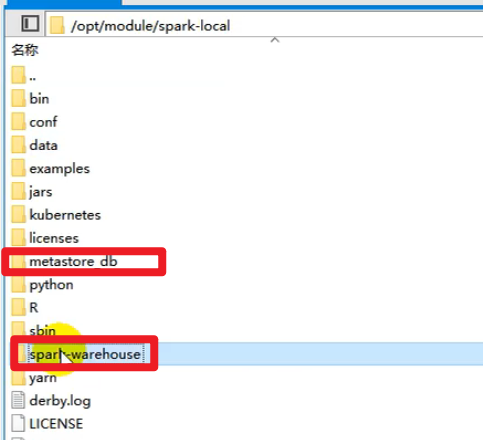 /opt/module/spark-local
名称
..
bin
conf
data
examples
jars
kubernetes
licenses
metastore_db
python
R
sbin
spark-warehouse
yarn
derby.log
LICENSE